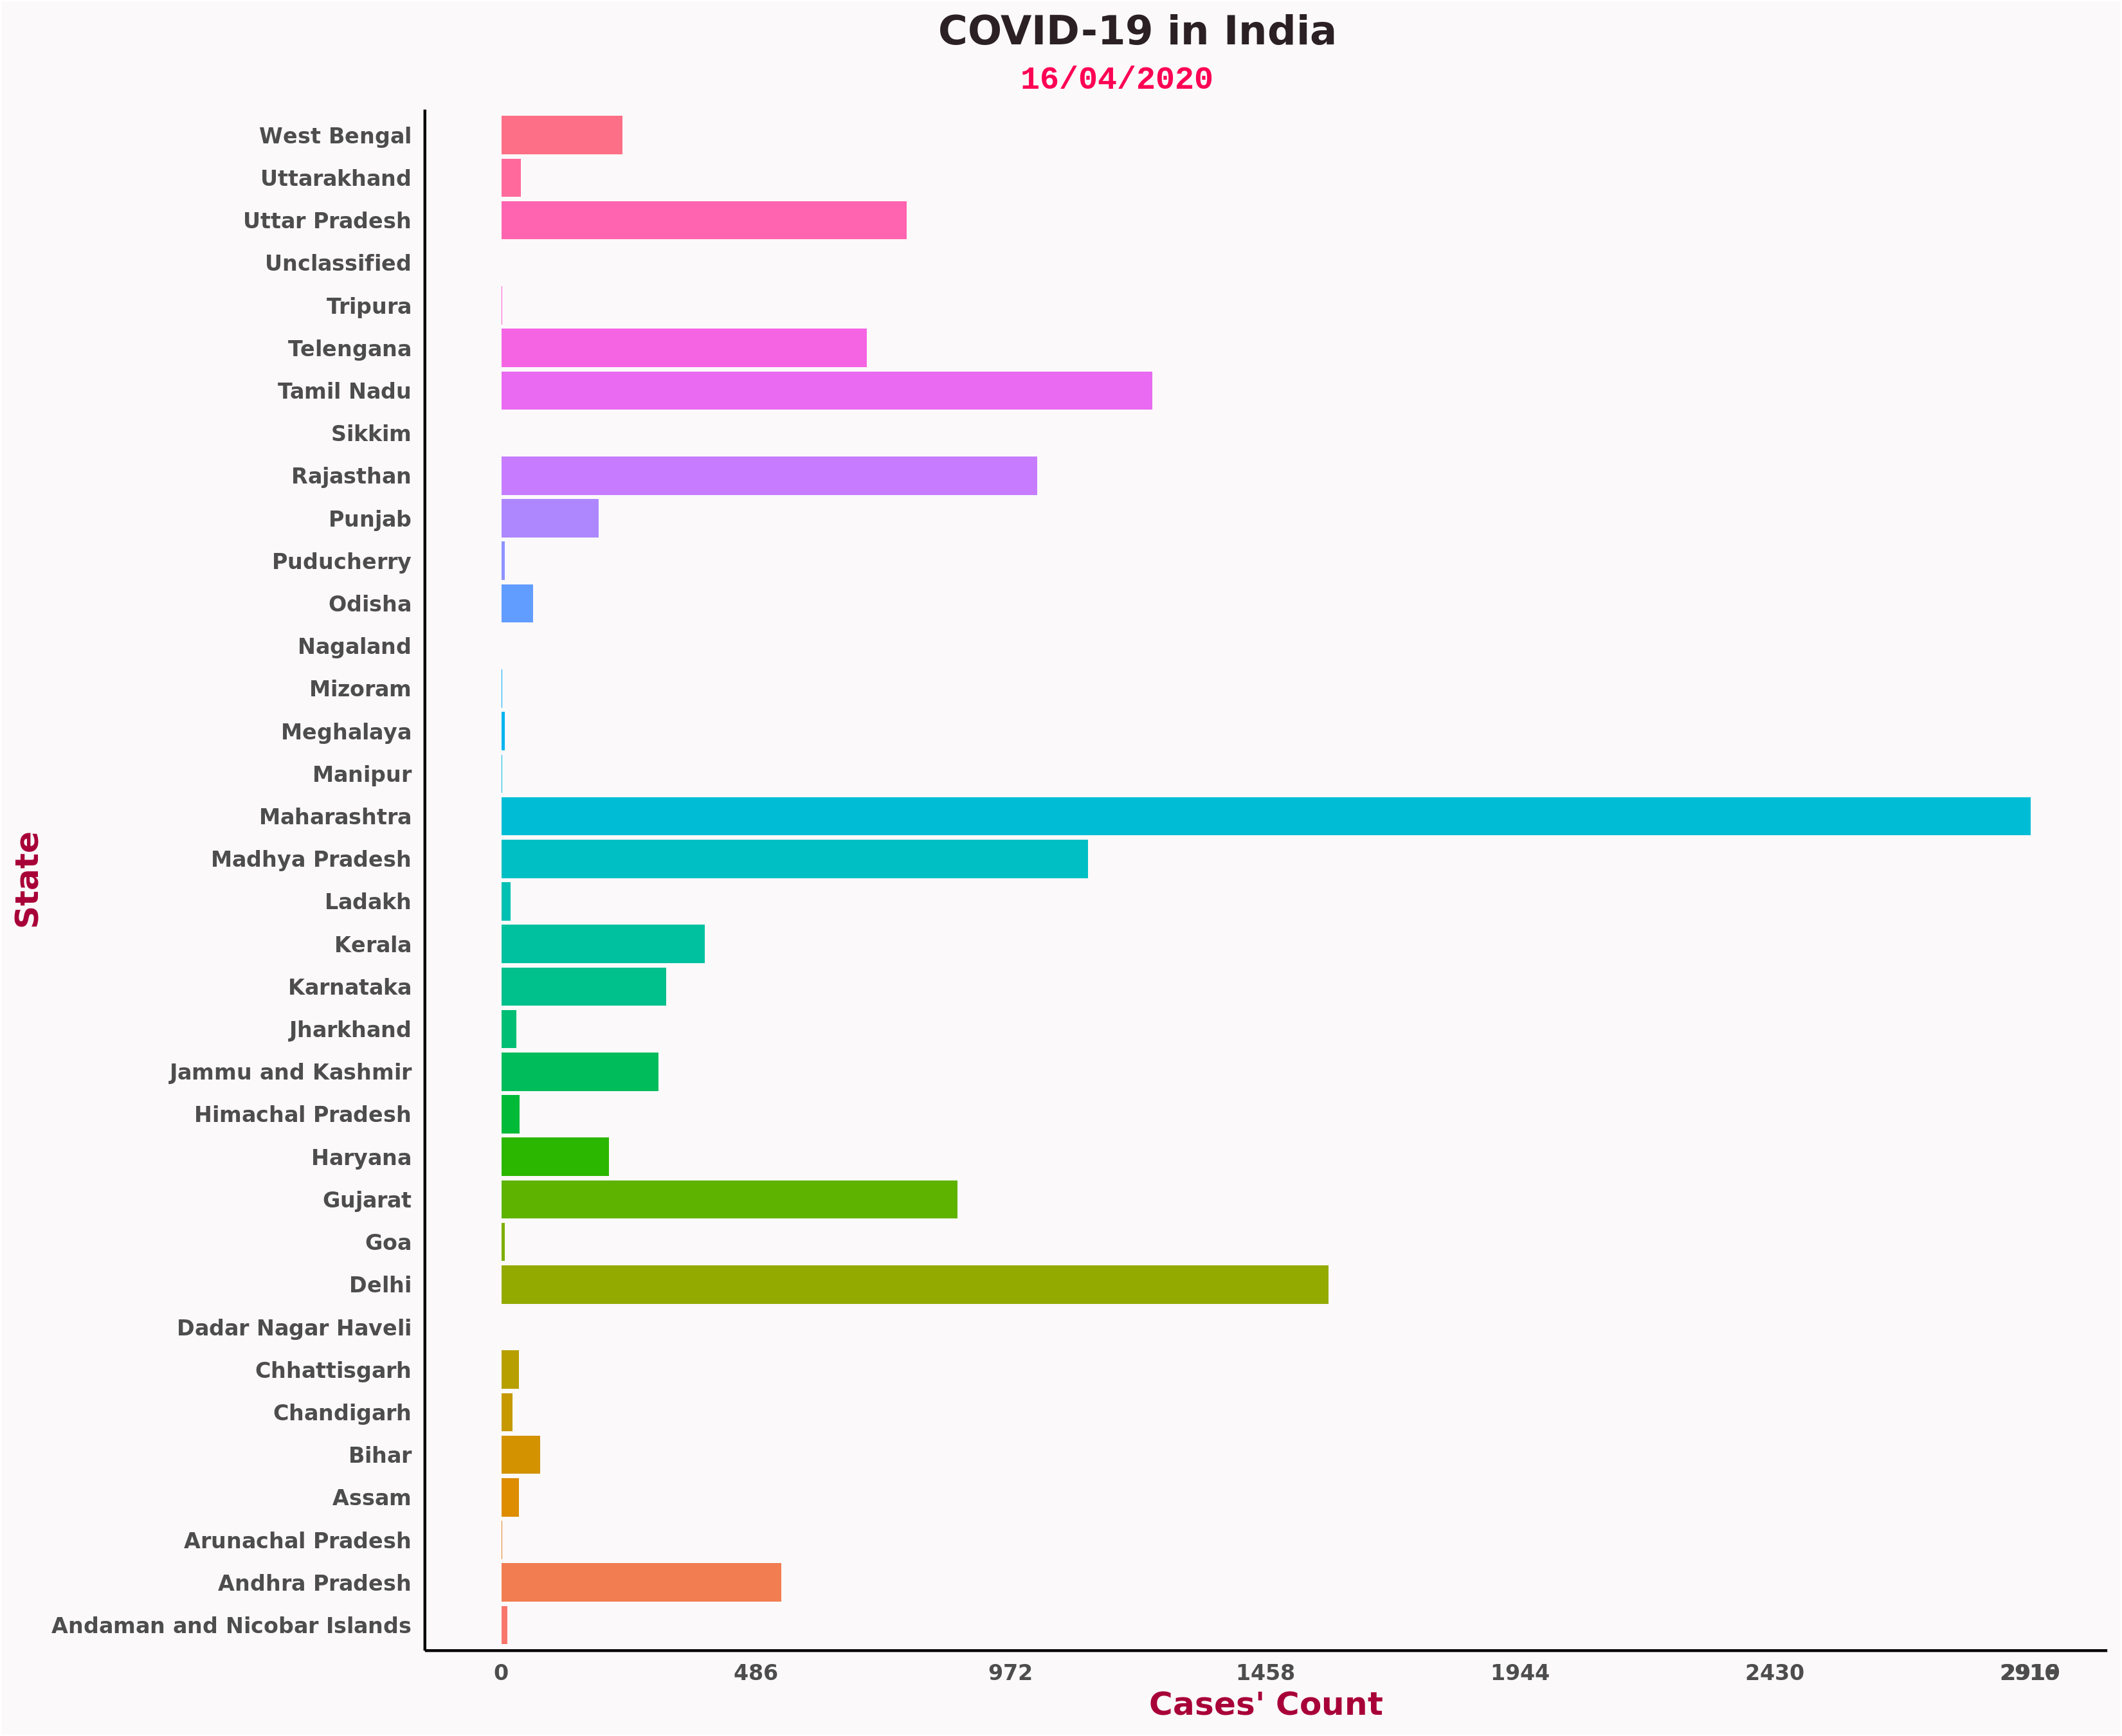 COVID-19 in India
16/04/2020
West Bengal
Uttarakhand
Uttar Pradesh
Unclassified
Tripura
Telengana
Tamil Nadu
Sikkim
Rajasthan
Punjab
Puducherry
Odisha
Nagaland
Mizoram
Meghalaya
Manipur
Maharashtra
Madhya Pradesh
Ladakh
Kerala
Karnataka
Jharkhand
Jammu and Kashmir
Himachal Pradesh
Haryana
Gujarat
Goa
Delhi
Dadar Nagar Haveli
Chhattisgarh
Chandigarh
Bihar
Assam
Arunachal Pradesh
Andhra Pradesh
Andaman and Nicobar Islands
State
0 486 972 1458 1944 2430
Cases' Count